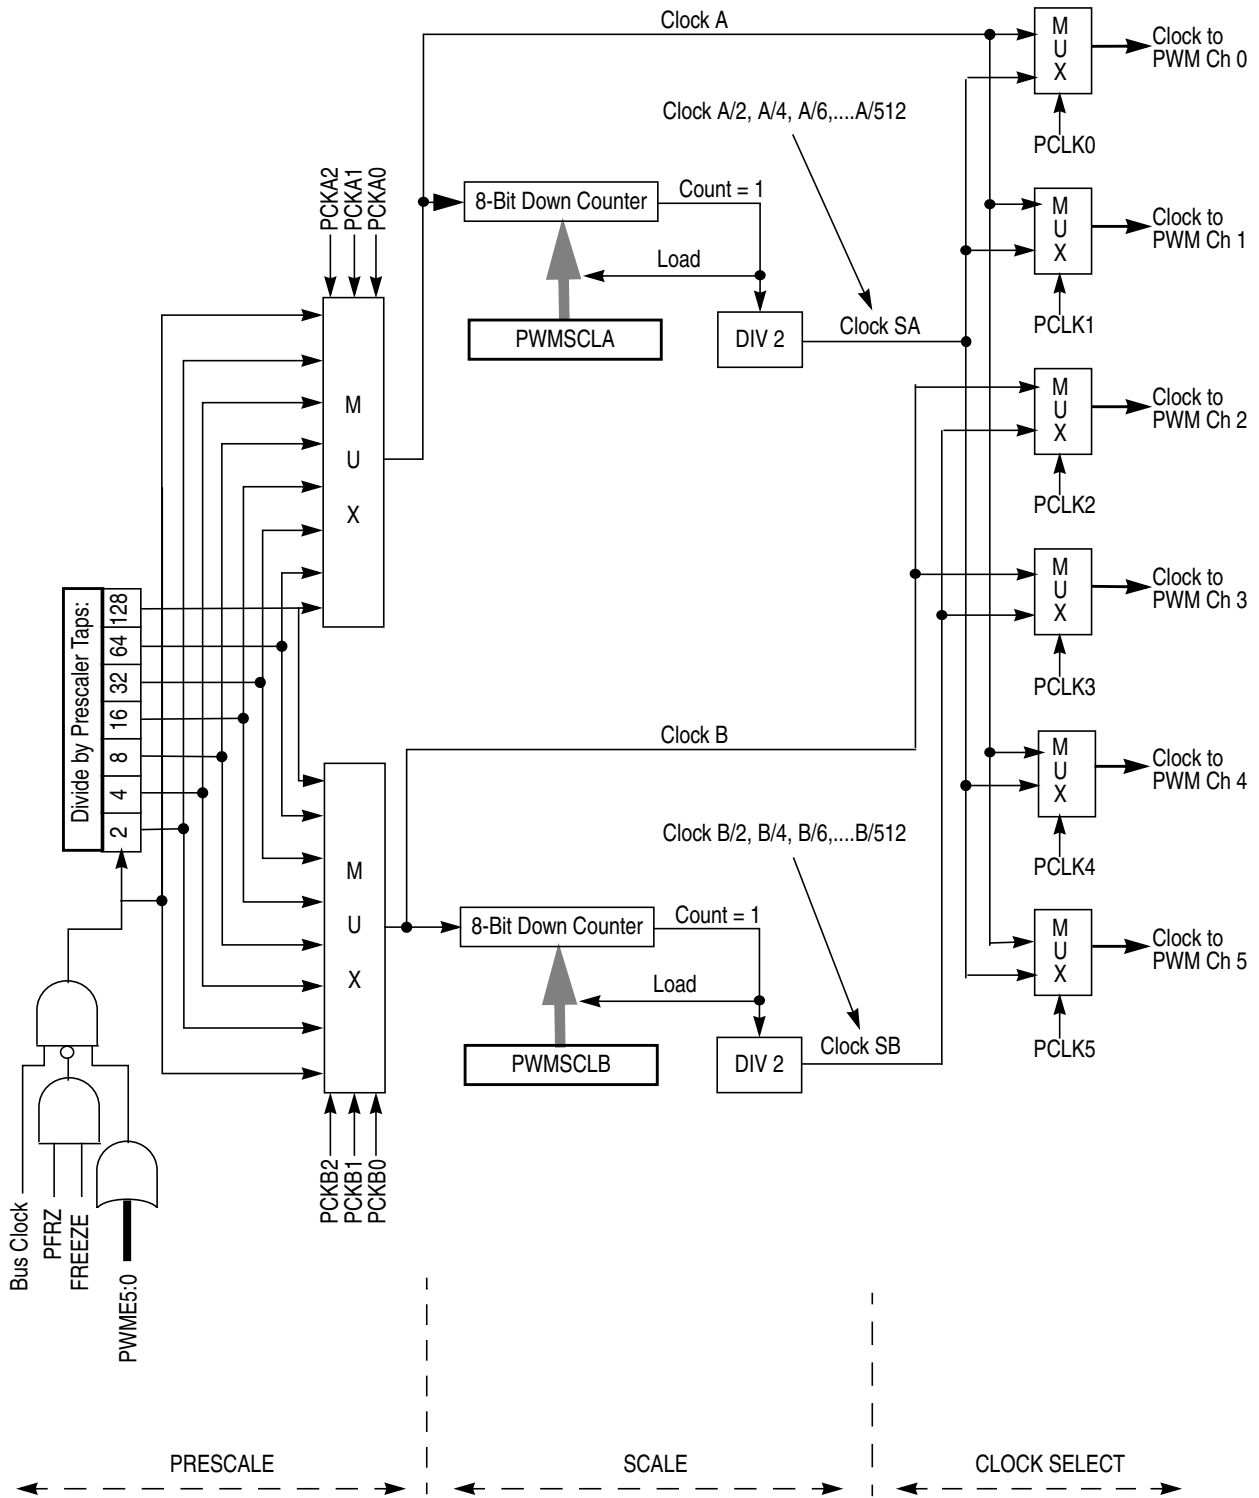 Clock A
M
U
X
Clock to
PWM Ch 0
PCLK0
Clock A/2, A/4, A/6,....A/512
PCKA2
PCKA1
PCKA0
8-Bit Down Counter
Count = 1
Load
PWMSCLA
DIV 2
Clock SA
M
U
X
Clock to
PWM Ch 1
PCLK1
M
U
X
M
U
X
Clock to
PWM Ch 2
PCLK2
M
U
X
Clock to
PWM Ch 3
PCLK3
Divide by Prescaler Taps:
128
64
32
16
8
4
2
Clock B
M
U
X
Clock to
PWM Ch 4
PCLK4
Clock B/2, B/4, B/6,....B/512
M
U
X
8-Bit Down Counter
Count = 1
Load
PWMSCLB
DIV 2
Clock SB
M
U
X
Clock to
PWM Ch 5
PCLK5
PCKB2
PCKB1
PCKB0
Bus Clock
PFRZ
FREEZE
PWME5:0
PRESCALE
SCALE
CLOCK SELECT